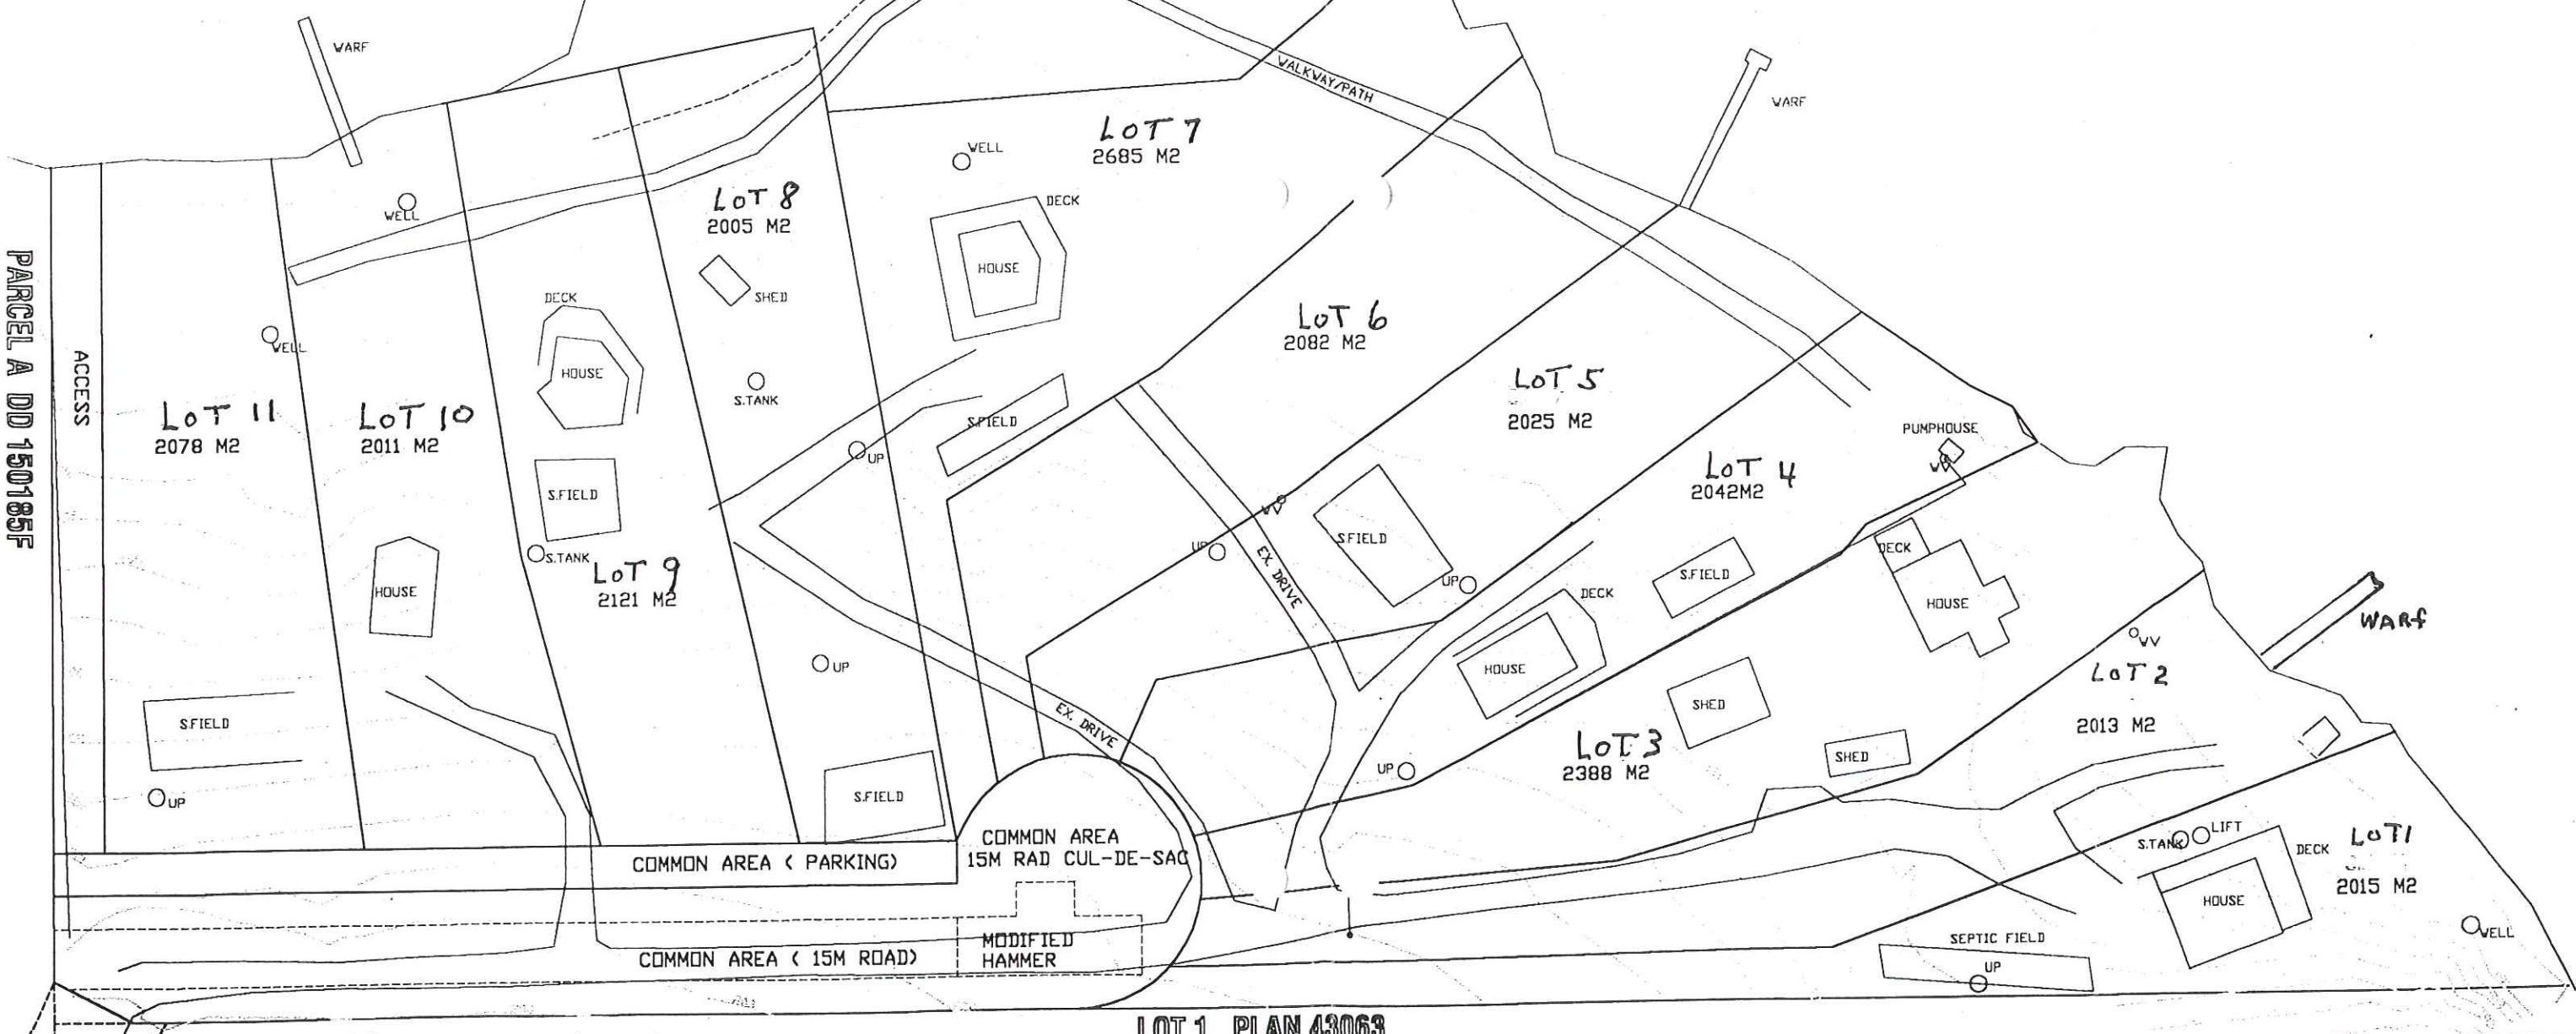 WARF
WALKWAY/PATH
WARF
LOT 7
2685 M2
WELL
DECK
HOUSE
WELL
LOT 8
2005 M2
SHED
S.TANK
PARCEL A DD 150185F
ACCESS
WELL
LOT 11
2078 M2
LOT 10
2011 M2
DECK
HOUSE
S.FIELD
S.TANK
LOT 9
2121 M2
HOUSE
UP
S.FIELD
LOT 6
2082 M2
LOT 5
2025 M2
LOT 4
2042M2
PUMPHOUSE
W
W
UP
S.FIELD
UP
EX. DRIVE
S.FIELD
DECK
HOUSE
DECK
HOUSE
WARf
W
LOT 2
2013 M2
SHED
LOT 3
2388 M2
SHED
UP
S.FIELD
UP
UP
EX. DRIVE
S.FIELD
COMMON AREA
15M RAD CUL-DE-SAC
COMMON AREA ( PARKING)
S.TANK
LIFT
DECK
LOT 1
2015 M2
HOUSE
WELL
MODIFIED
HAMMER
COMMON AREA ( 15M ROAD)
SEPTIC FIELD
UP
LOT 1 PLAN 43063